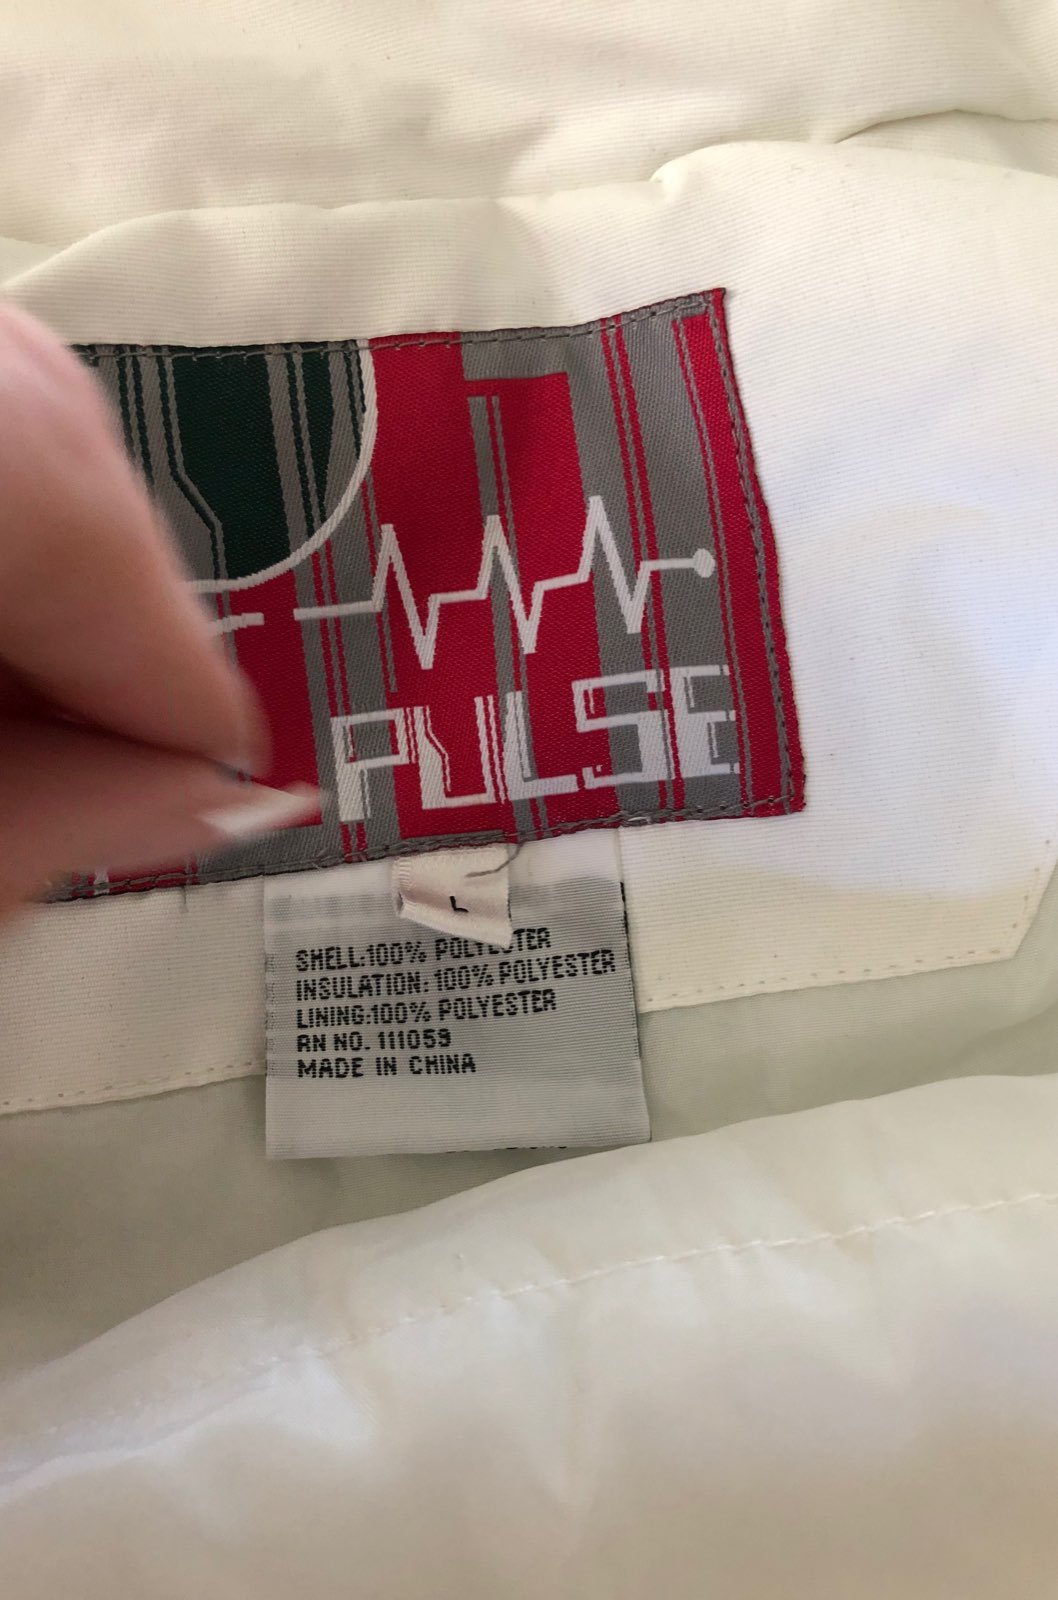 PULSE
L
SHELL:100% POLYESTER
INSULATION: 100% POLYESTER
LINING:100% POLYESTER
RN NO. 111059
MADE IN CHINA